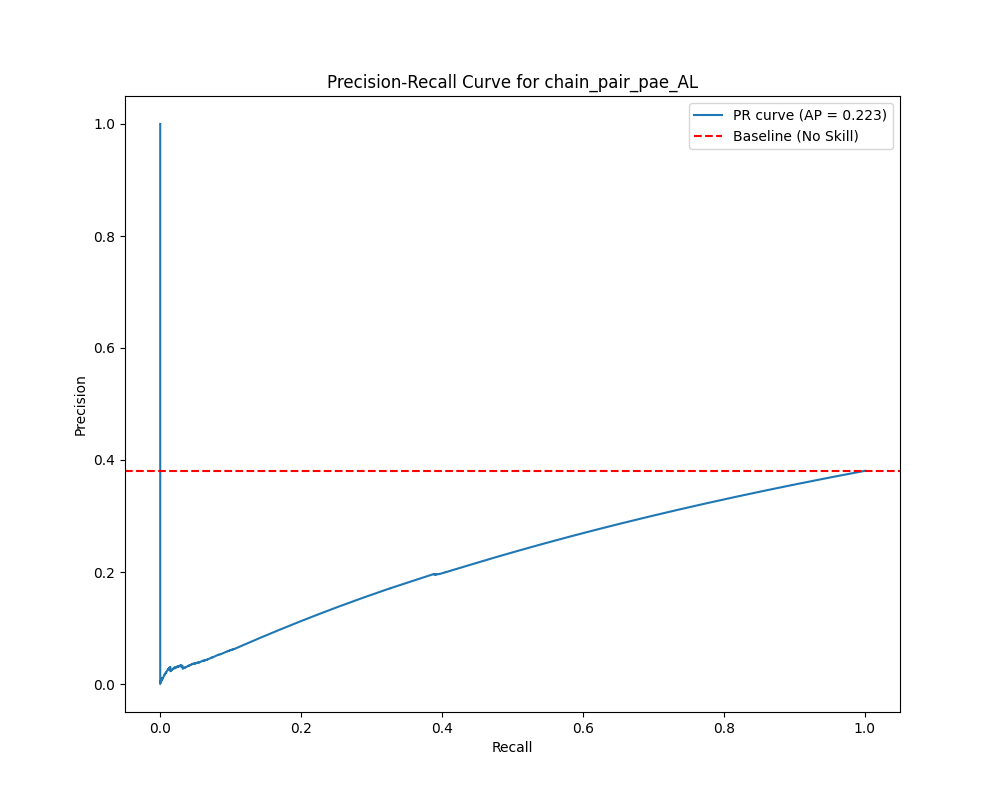 Precision-Recall Curve for chain_pair_pae_AL
PR curve (AP = 0.223)
Baseline (No Skill)
Precision
1.0
0.8
0.6
0.4
0.2
0.0
0.0 0.2 0.4 0.6 0.8 1.0
Recall